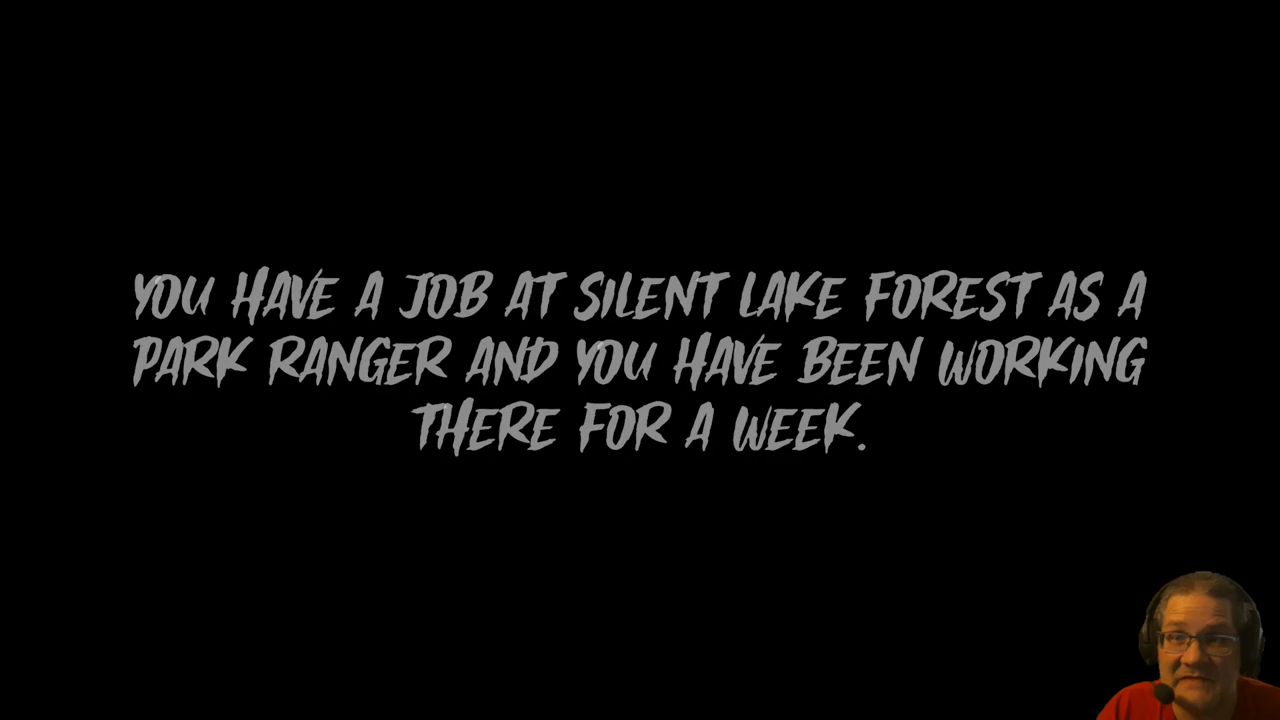 YOU HAVE A JOB AT SILENT LAKE FOREST AS A
PARK RANGER AND YOU HAVE BEEN WORKING
THERE FOR A WEEK.